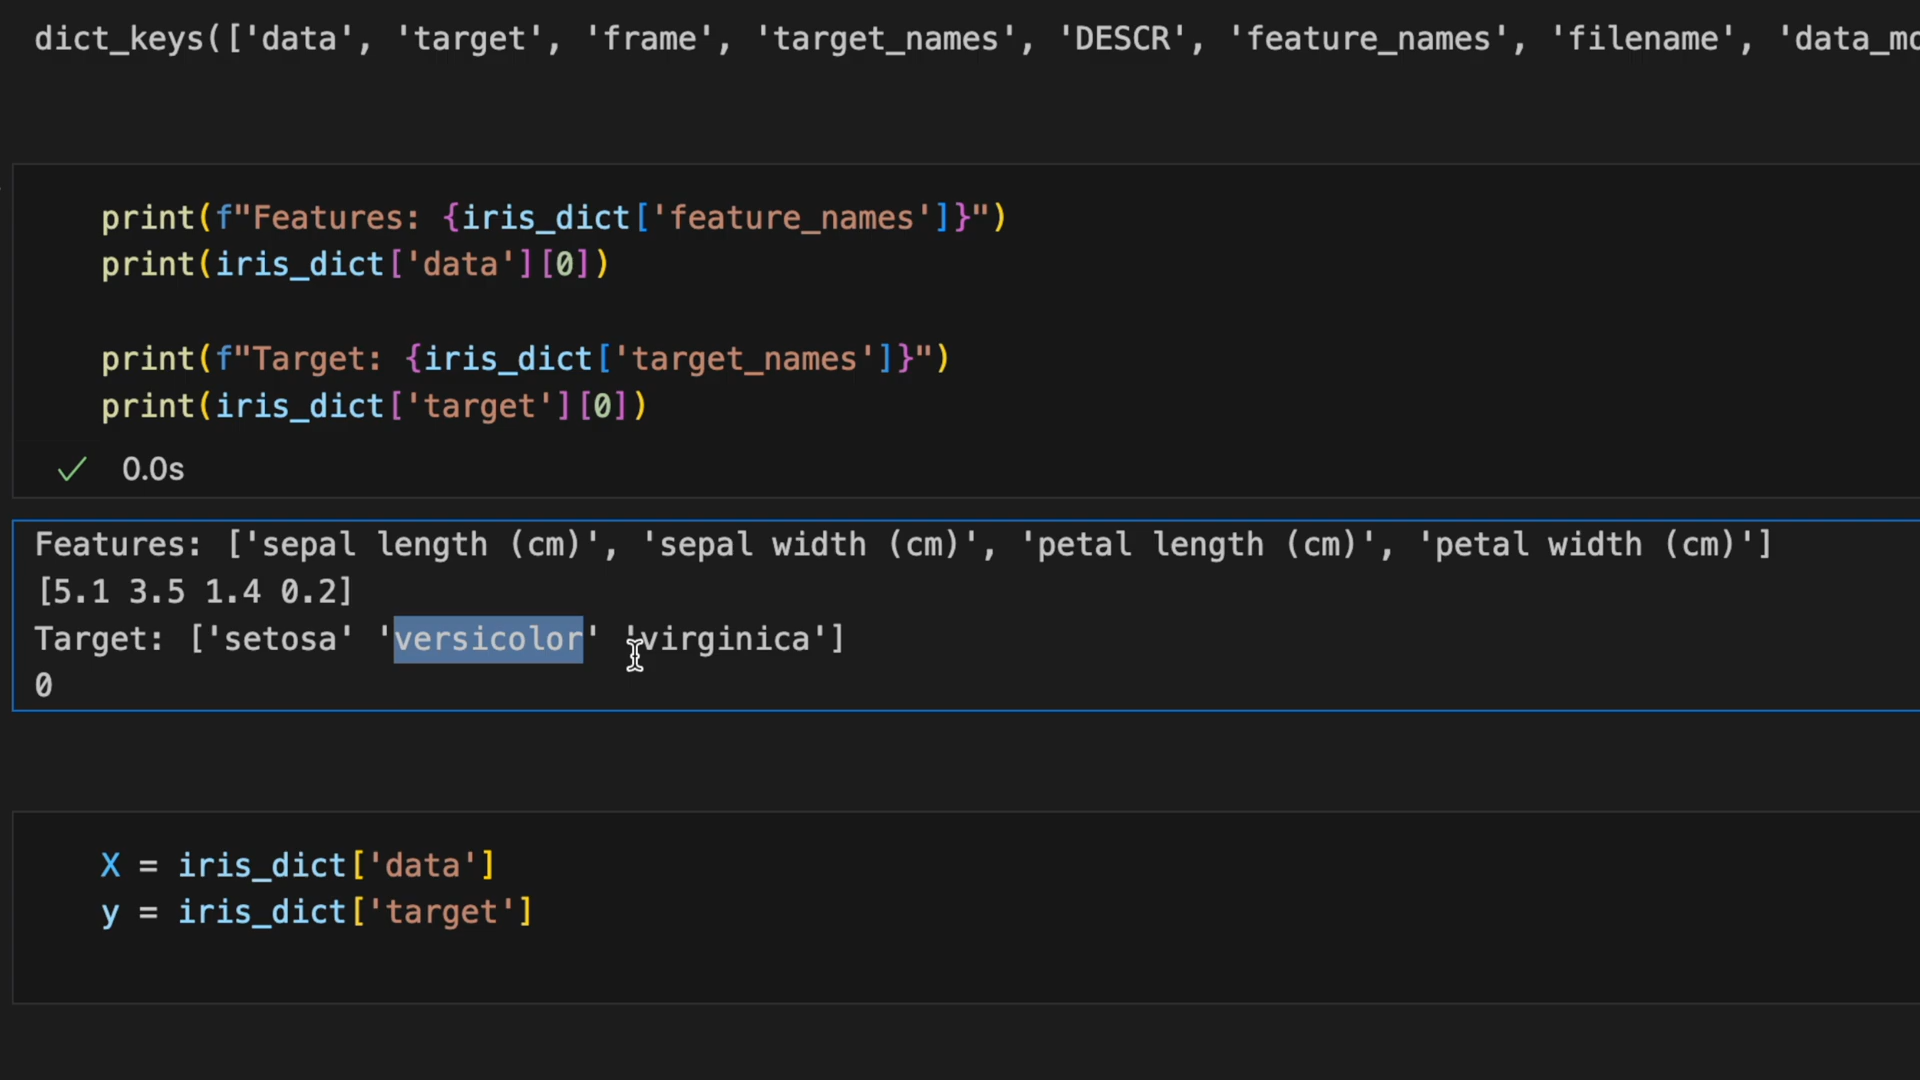 dict_keys(['data', 'target', 'frame', 'target_names', 'DESCR', 'feature_names', 'filename', 'data_mo
print(f"Features: {iris_dict['feature_names']}")
print(iris_dict['data'][0])
print(f"Target: {iris_dict['target_names']}")
print(iris_dict['target'][0])
0.0s
Features: ['sepal length (cm)', 'sepal width (cm)', 'petal length (cm)', 'petal width (cm)']
[5.1 3.5 1.4 0.2]
Target: ['setosa' 'versicolor' 'virginica']
0
X = iris_dict['data']
y = iris_dict['target']